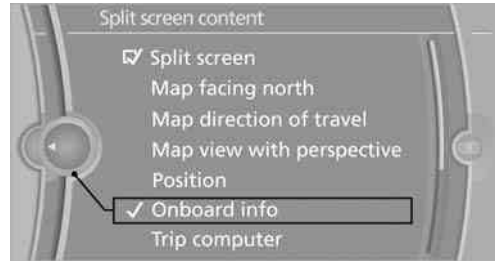 Split screen content
Split screen
Map facing north
Map direction of travel
Map view with perspective
Position
Onboard info
Trip computer